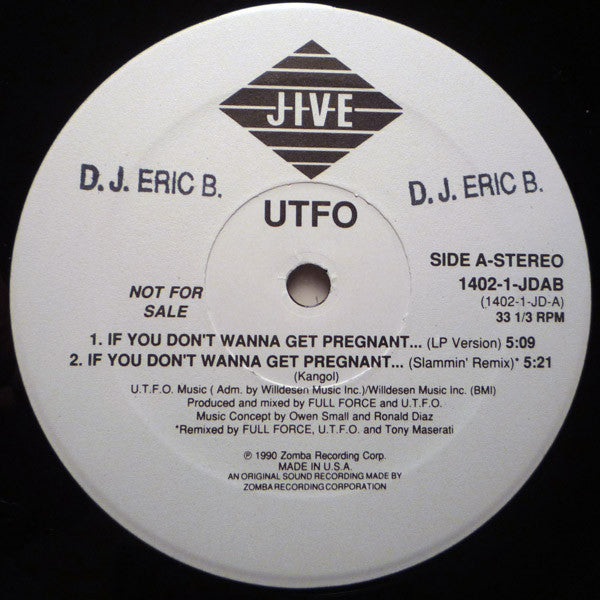 J-I-V-E
D.J. ERIC B.
D.J. ERIC B.
UTFO
SIDE A-STEREO
1402-1-JDAB
(1402-1-JD-A)
33 1/3 RPM
NOT FOR
SALE
1. IF YOU DON'T WANNA GET PREGNANT... (LP Version) 5:09
2. IF YOU DON'T WANNA GET PREGNANT... (Slammin' Remix)* 5:21
(Kangol)
U.T.F.O. Music ( Adm. by Willdesen Music Inc.)/Willdesen Music Inc. (BMI)
Produced and mixed by FULL FORCE and U.T.F.O.
Music Concept by Owen Small and Ronald Diaz
*Remixed by FULL FORCE, U.T.F.O. and Tony Maserati
℗ 1990 Zomba Recording Corp.
MADE IN U.S.A.
AN ORIGINAL SOUND RECORDING MADE BY
ZOMBA RECORDING CORPORATION